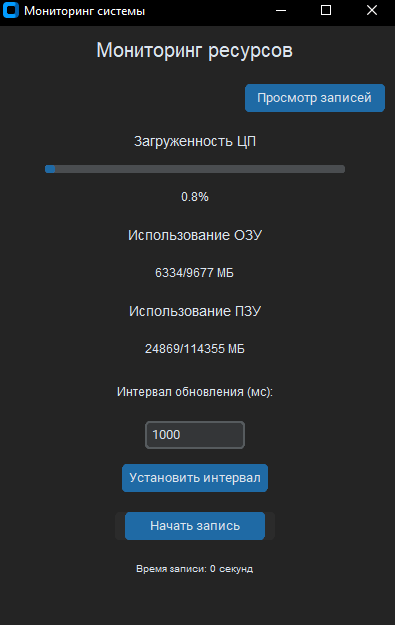 Мониторинг системы
Мониторинг ресурсов
Просмотр записей
Загруженность ЦП
0.8%
Использование ОЗУ
6334/9677 МБ
Использование ПЗУ
24869/114355 МБ
Интервал обновления (мс):
1000
Установить интервал
Начать запись
Время записи: 0 секунд